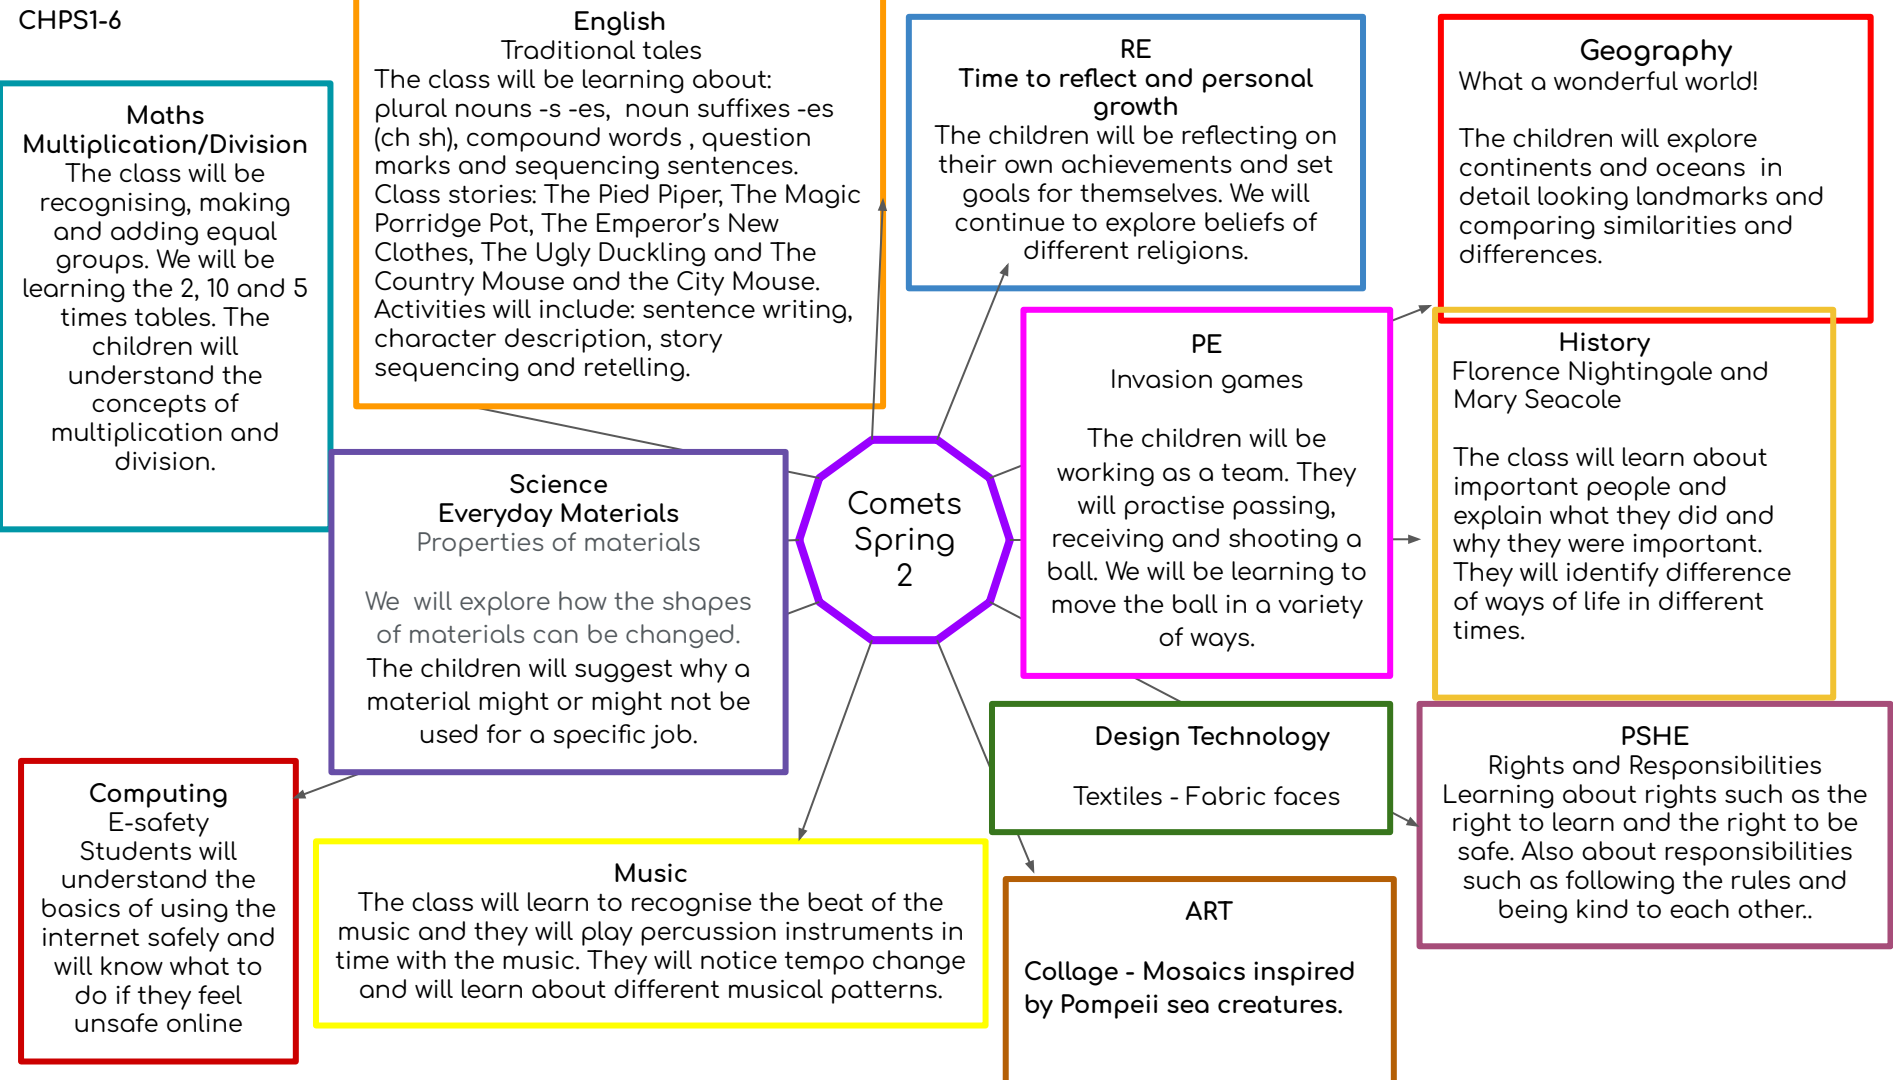 CHPS1-6
English
Traditional tales
The class will be learning about:
plural nouns -s -es,  noun suffixes -es
(ch sh), compound words , question
marks and sequencing sentences.
Class stories: The Pied Piper, The Magic
Porridge Pot, The Emperor's New
Clothes, The Ugly Duckling and The
Country Mouse and the City Mouse.
Activities will include: sentence writing,
character description, story
sequencing and retelling.
RE
Time to reflect and personal
growth
The children will be reflecting on
their own achievements and set
goals for themselves. We will
continue to explore beliefs of
different religions.
Geography
What a wonderful world!
The children will explore
continents and oceans  in
detail looking landmarks and
comparing similarities and
differences.
Maths
Multiplication/Division
The class will be
recognising, making
and adding equal
groups. We will be
learning the 2, 10 and 5
times tables. The
children will
understand the
concepts of
multiplication and
division.
Science
Everyday Materials
Properties of materials
We  will explore how the shapes
of materials can be changed.
The children will suggest why a
material might or might not be
used for a specific job.
Comets
Spring
2
PE
Invasion games
The children will be
working as a team. They
will practise passing,
receiving and shooting a
ball. We will be learning to
move the ball in a variety
of ways.
History
Florence Nightingale and
Mary Seacole
The class will learn about
important people and
explain what they did and
why they were important.
They will identify difference
of ways of life in different
times.
Computing
E-safety
Students will
understand the
basics of using the
internet safely and
will know what to
do if they feel
unsafe online
Music
The class will learn to recognise the beat of the
music and they will play percussion instruments in
time with the music. They will notice tempo change
and will learn about different musical patterns.
Design Technology
Textiles - Fabric faces
ART
Collage - Mosaics inspired
by Pompeii sea creatures.
PSHE
Rights and Responsibilities
Learning about rights such as the
right to learn and the right to be
safe. Also about responsibilities
such as following the rules and
being kind to each other..